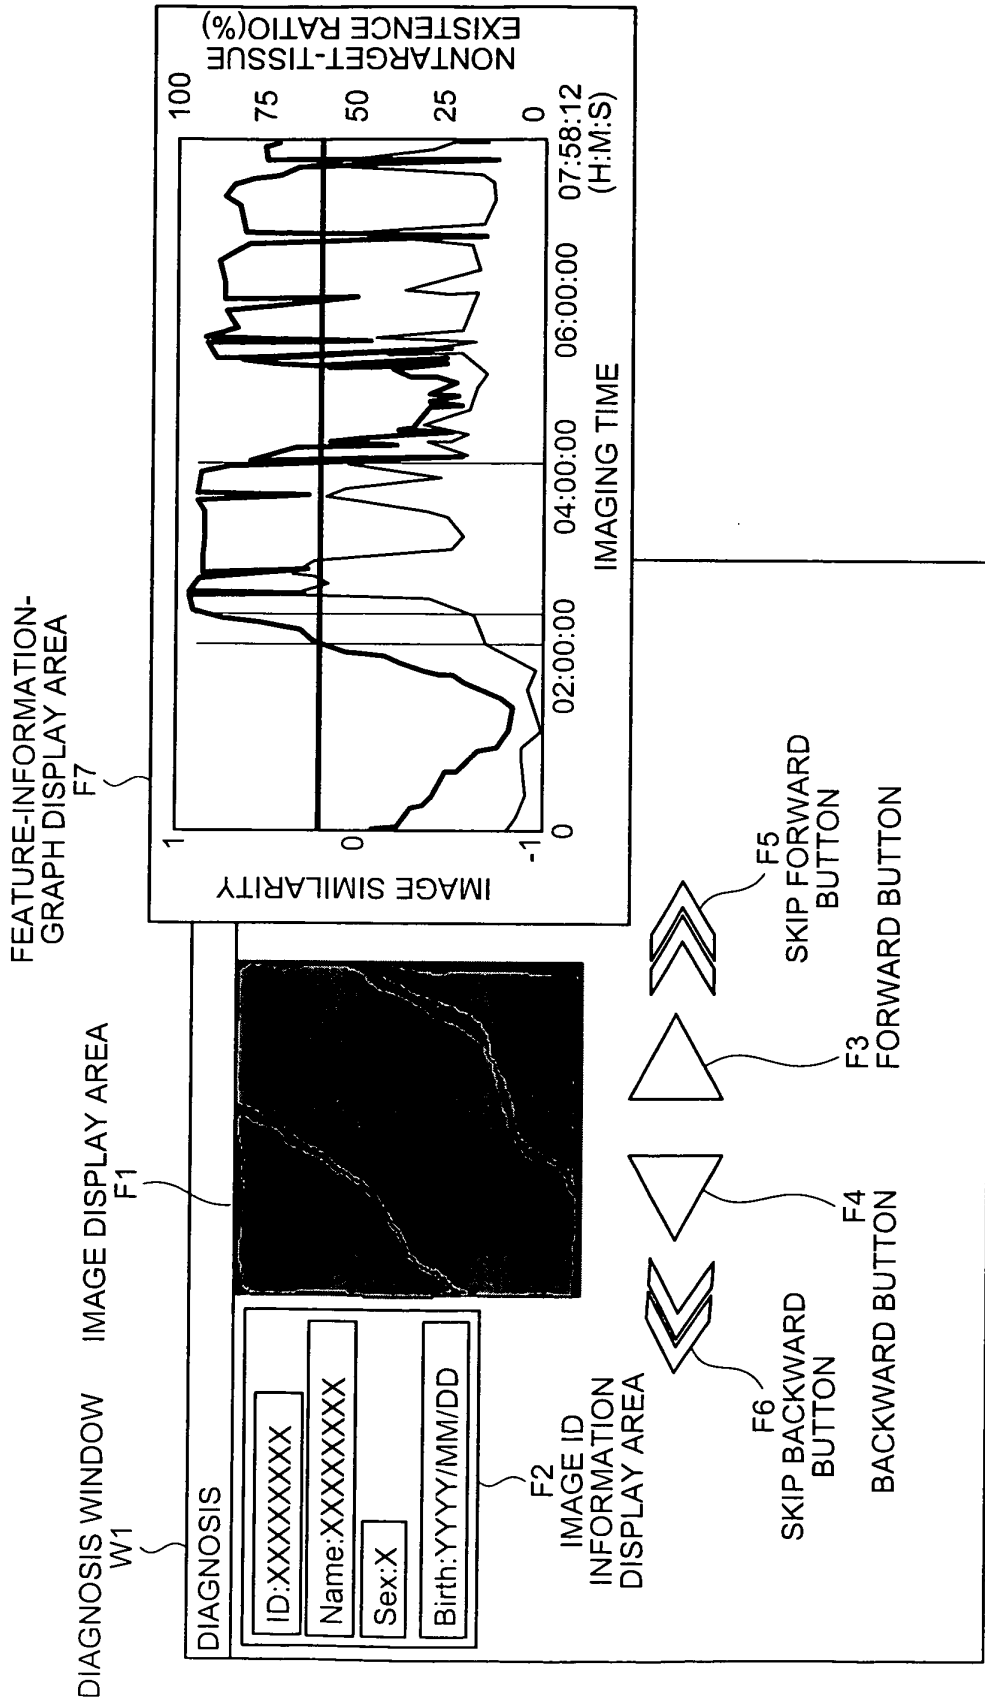 DIAGNOSIS WINDOW
W1
IMAGE DISPLAY AREA
F1
FEATURE-INFORMATION-
GRAPH DISPLAY AREA
F7
DIAGNOSIS
ID:XXXXXXXX
Name:XXXXXXXX
Sex:X
Birth:YYYY/MM/DD
F2
IMAGE ID
INFORMATION
DISPLAY AREA
IMAGE SIMILARITY
1
0
-1
0
02:00:00
04:00:00
06:00:00
07:58:12
(H:M:S)
IMAGING TIME
100
75
50
25
0
NONTARGET-TISSUE
EXISTENCE RATIO(%)
F6
SKIP BACKWARD
BUTTON
F4
BACKWARD BUTTON
F3
FORWARD BUTTON
F5
SKIP FORWARD
BUTTON